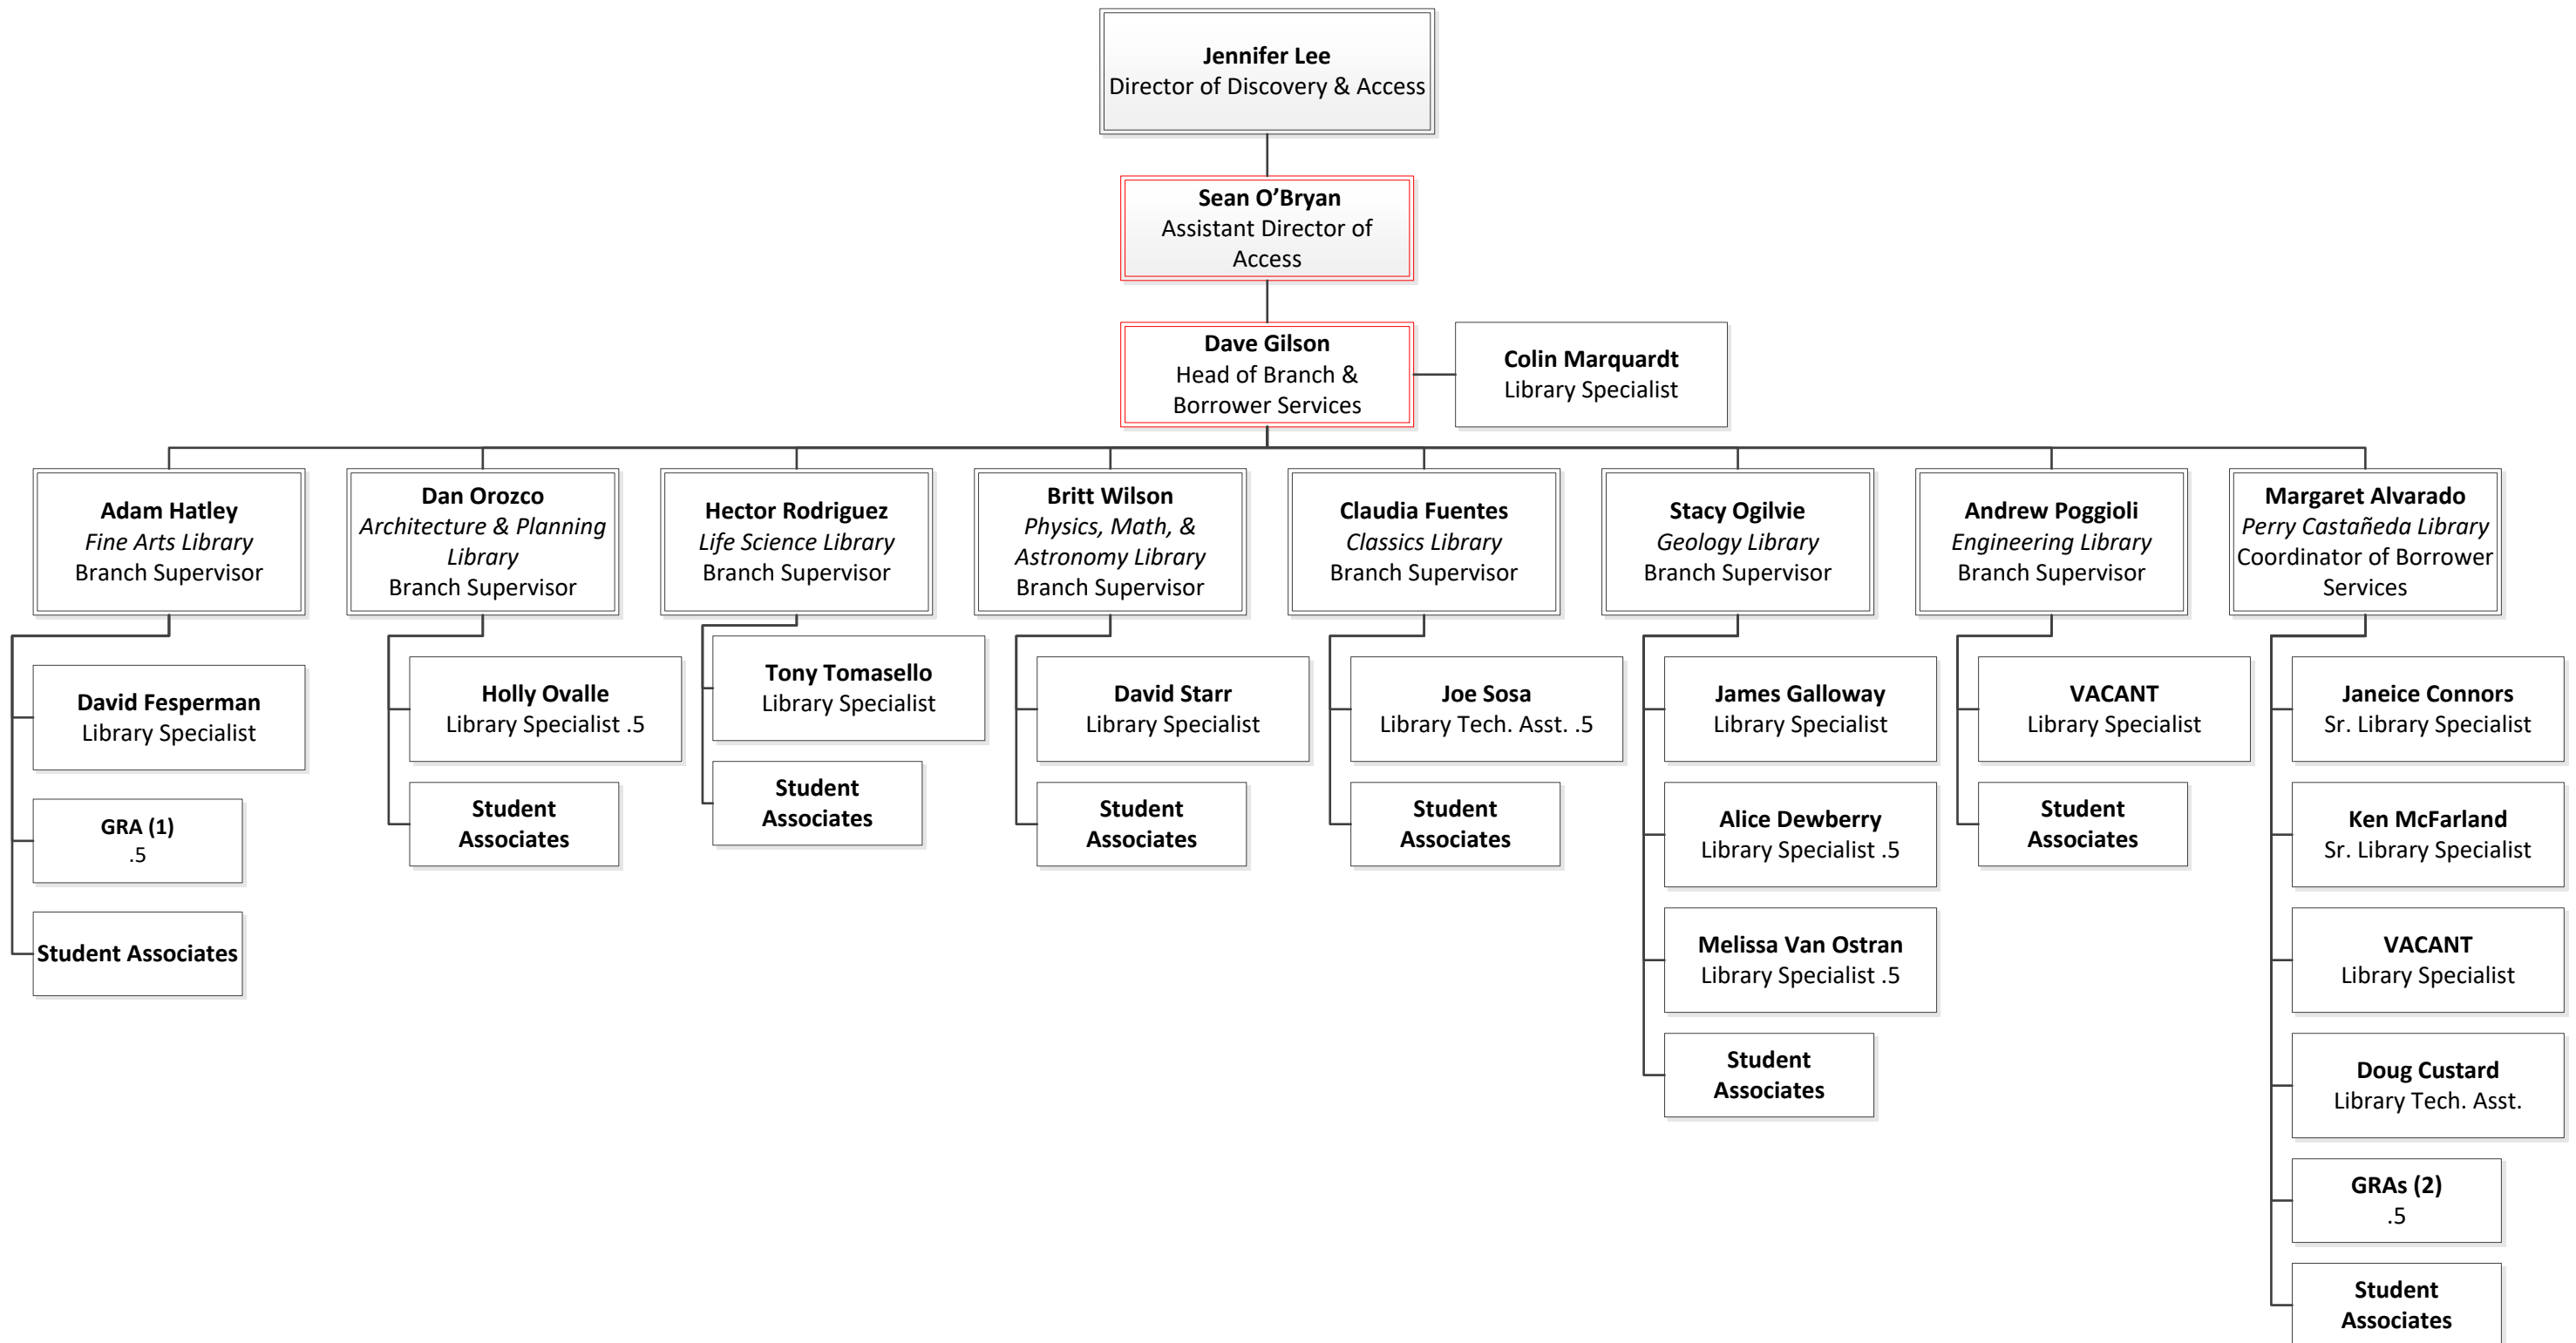 Jennifer Lee
Director of Discovery & Access
Sean O’Bryan
Assistant Director of
Access
Dave Gilson
Head of Branch &
Borrower Services
Colin Marquardt
Library Specialist
Adam Hatley
Fine Arts Library
Branch Supervisor
David Fesperman
Library Specialist
GRA (1)
.5
Student Associates
Dan Orozco
Architecture & Planning
Library
Branch Supervisor
Holly Ovalle
Library Specialist .5
Student
Associates
Hector Rodriguez
Life Science Library
Branch Supervisor
Tony Tomasello
Library Specialist
Student
Associates
Britt Wilson
Physics, Math, &
Astronomy Library
Branch Supervisor
David Starr
Library Specialist
Student
Associates
Claudia Fuentes
Classics Library
Branch Supervisor
Joe Sosa
Library Tech. Asst. .5
Student
Associates
Stacy Ogilvie
Geology Library
Branch Supervisor
James Galloway
Library Specialist
Alice Dewberry
Library Specialist .5
Melissa Van Ostran
Library Specialist .5
Student
Associates
Andrew Poggioli
Engineering Library
Branch Supervisor
VACANT
Library Specialist
Student
Associates
Margaret Alvarado
Perry Castañeda Library
Coordinator of Borrower
Services
Janeice Connors
Sr. Library Specialist
Ken McFarland
Sr. Library Specialist
VACANT
Library Specialist
Doug Custard
Library Tech. Asst.
GRAs (2)
.5
Student
Associates